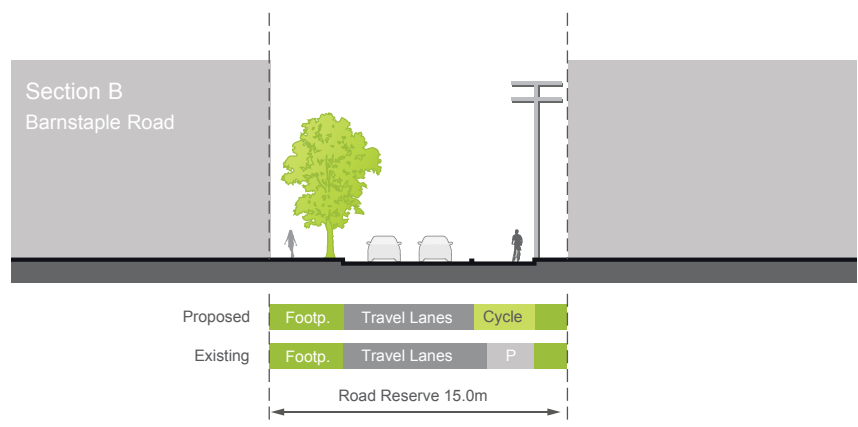 Section B
Barnstaple Road
Proposed Footp. Travel Lanes Cycle
Existing Footp. Travel Lanes P
Road Reserve 15.0m